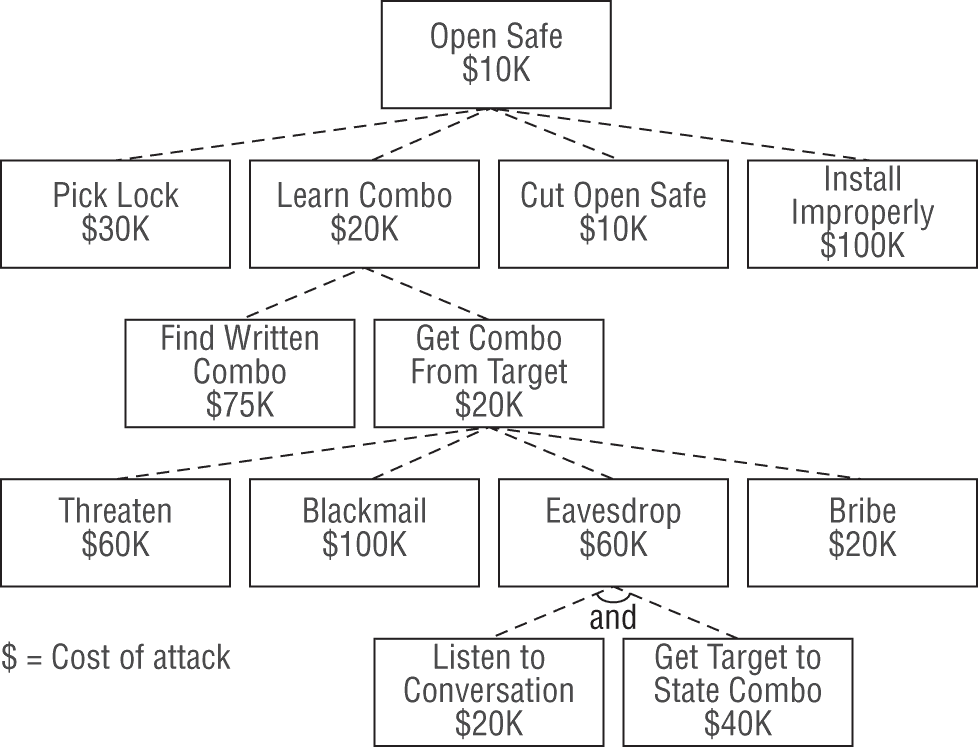 Open Safe
$10K
Pick Lock
$30K
Learn Combo
$20K
Cut Open Safe
$10K
Install
Improperly
$100K
Find Written
Combo
$75K
Get Combo
From Target
$20K
Threaten
$60K
Blackmail
$100K
Eavesdrop
$60K
Bribe
$20K
and
$ = Cost of attack
Listen to
Conversation
$20K
Get Target to
State Combo
$40K